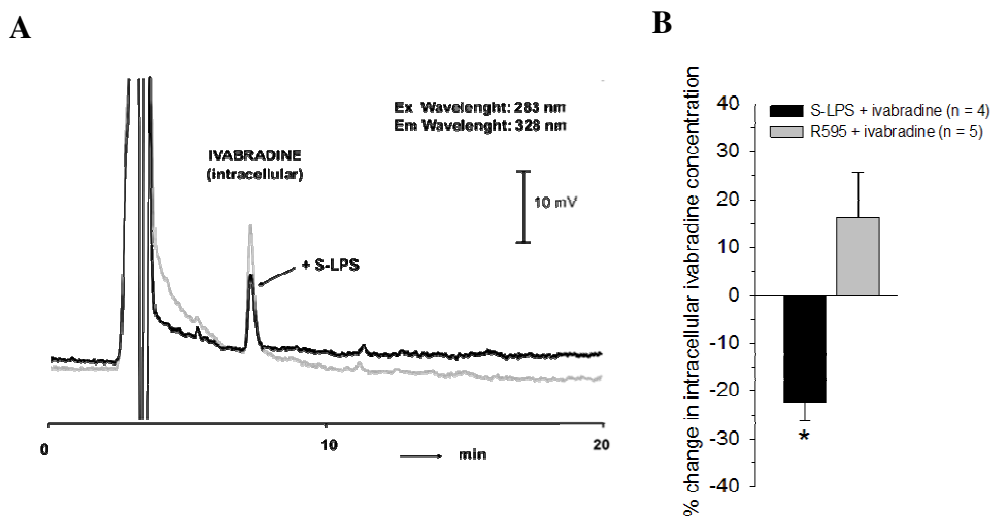 A
Ex Wavelenght: 283 nm
Em Wavelenght: 328 nm
IVABRADINE
(intracellular)
10 mV
+ S-LPS
0
10
20
min
B
% change in intracellular ivabradine concentration
40
30
20
10
0
-10
-20
-30
-40
S-LPS + ivabradine (n = 4)
R595 + ivabradine (n = 5)
*